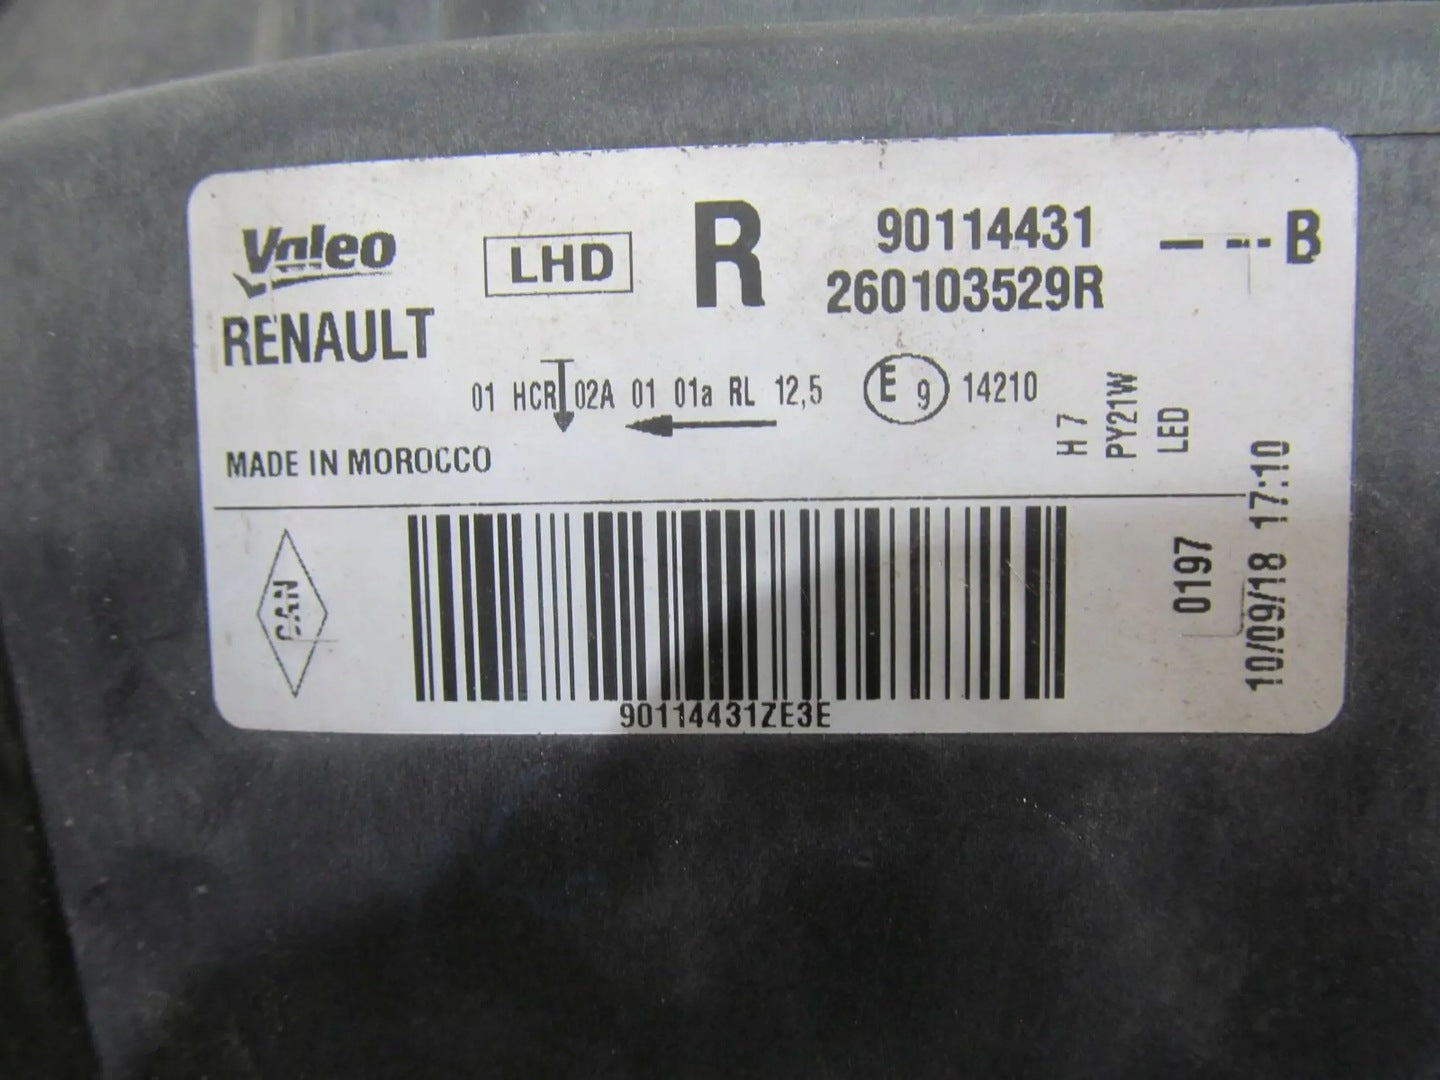 Valeo
RENAULT
LHD
R
90114431
260103529R
— - - B
01 HCR 02A 01 01a RL 12,5
E 9
14210
H 7
PY21W
LED
MADE IN MOROCCO
CAN
90114431ZE3E
0197
10/09/18 17:10